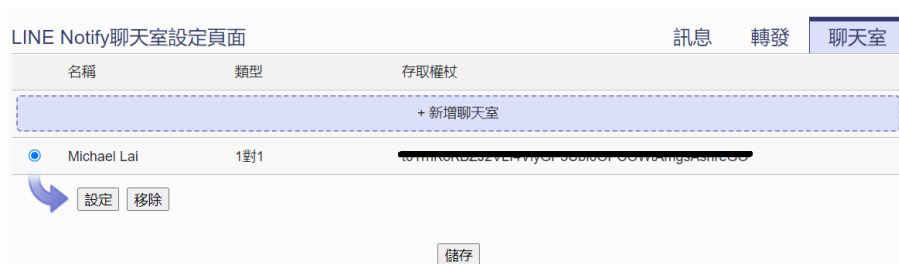 LINE Notify聊天室設定頁面 訊息 轉發 聊天室
名稱 類型 存取權杖
+ 新增聊天室
Michael Lai 1對1
設定 移除
儲存